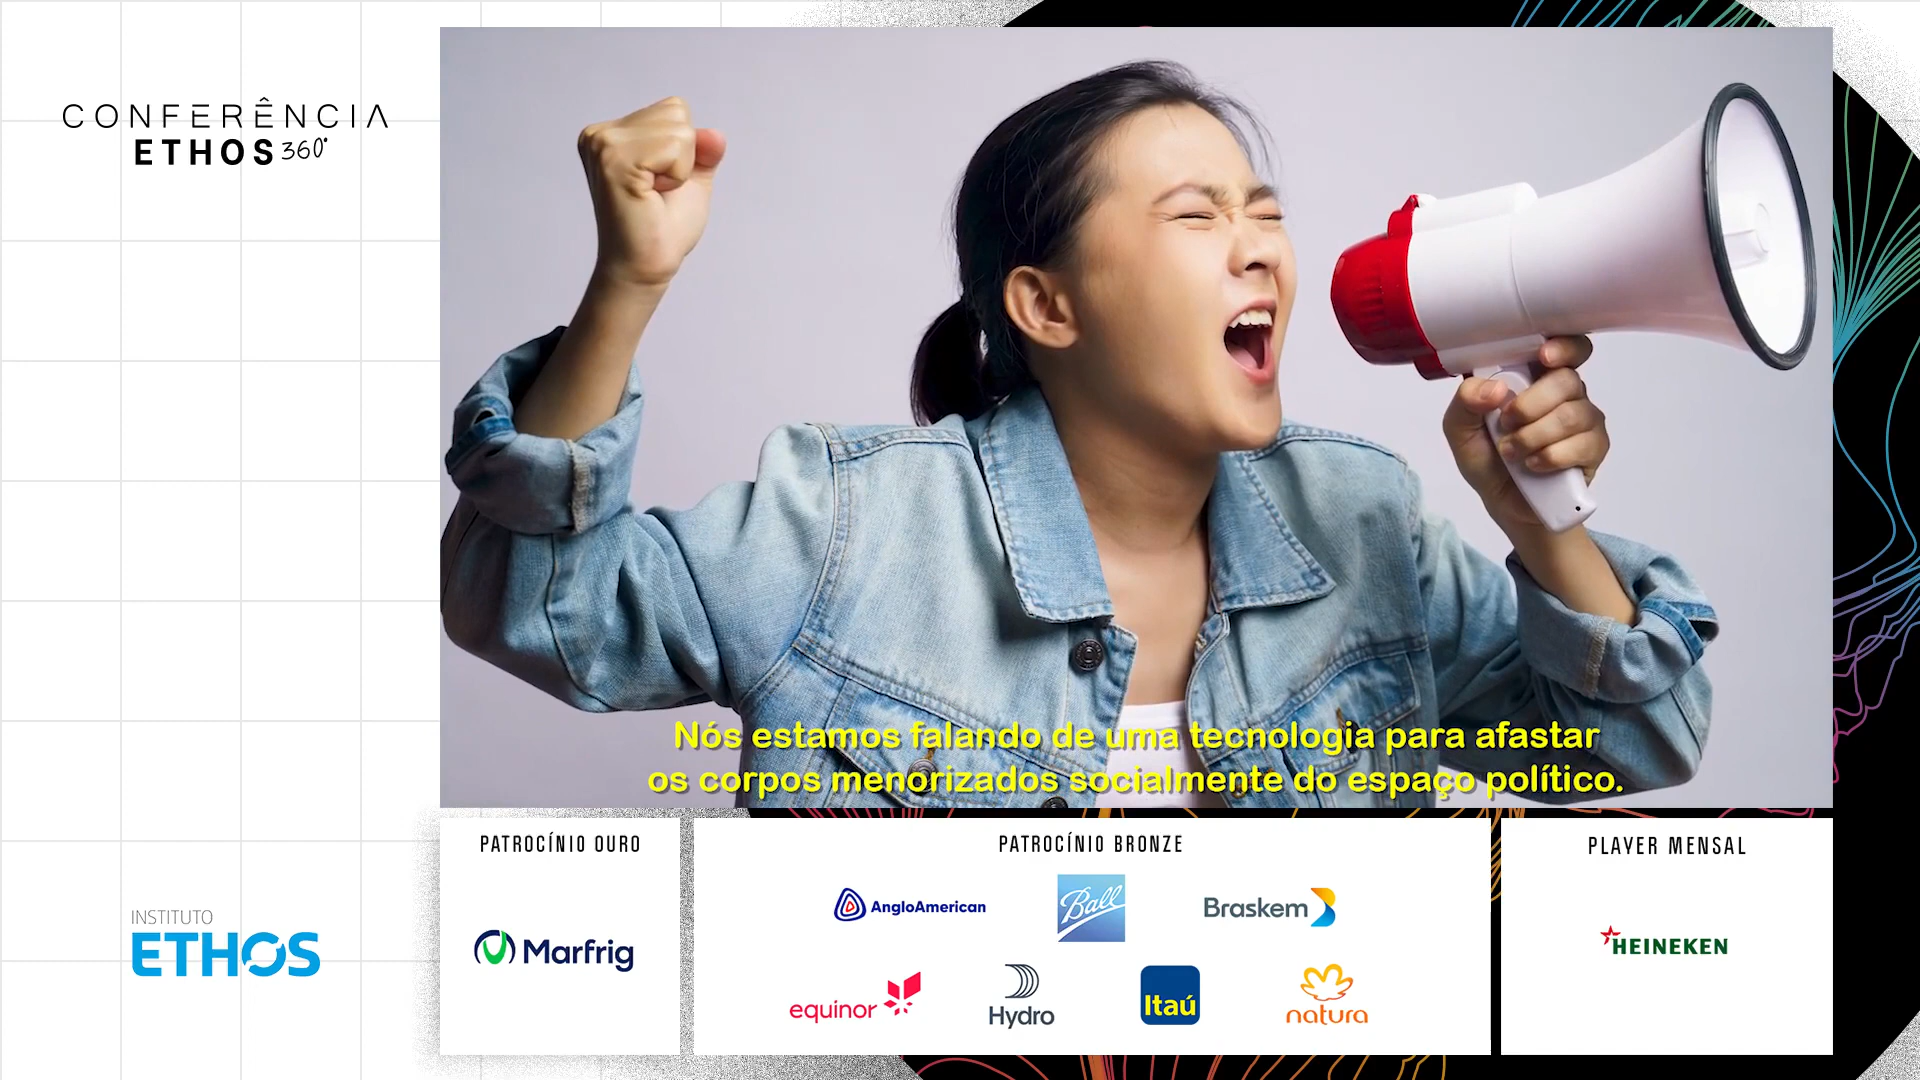 CONFERÊNCIA
ETHOS 360°
Nós estamos falando de uma tecnologia para afastar
os corpos menorizados socialmente do espaço político.
PATROCÍNIO OURO
Marfrig
PATROCÍNIO BRONZE
AngloAmerican
Ball
Braskem
equinor
Hydro
Itaú
natura
PLAYER MENSAL
HEINEKEN
INSTITUTO
ETHOS